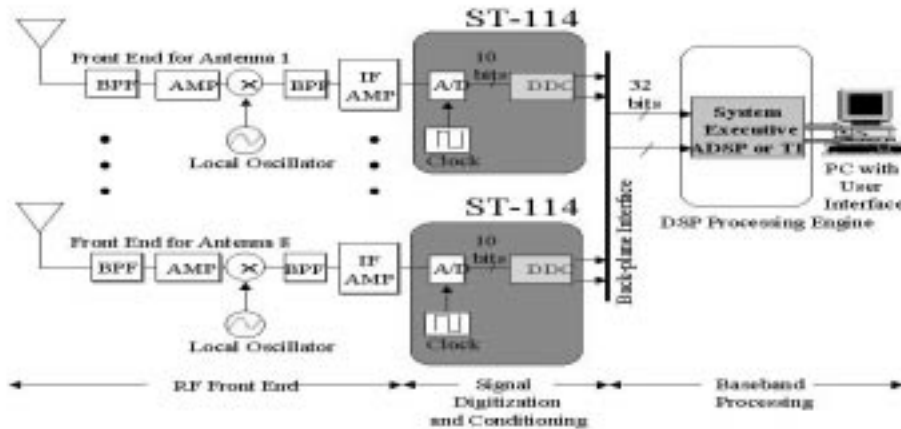 ST-114
Front End for Antenna 1
BPF
AMP
BPF
IF
AMP
A/D
10
bits
DDC
Clock
Local Oscillator
32
bits
System
Executive
ADSP or TI
PC with
User
Interface
DSP Processing Engine
Back-plane Interface
ST-114
Front End for Antenna 8
BPF
AMP
BPF
IF
AMP
A/D
10
bits
DDC
Clock
Local Oscillator
RF Front End
Signal
Digitization
and Conditioning
Baseband
Processing